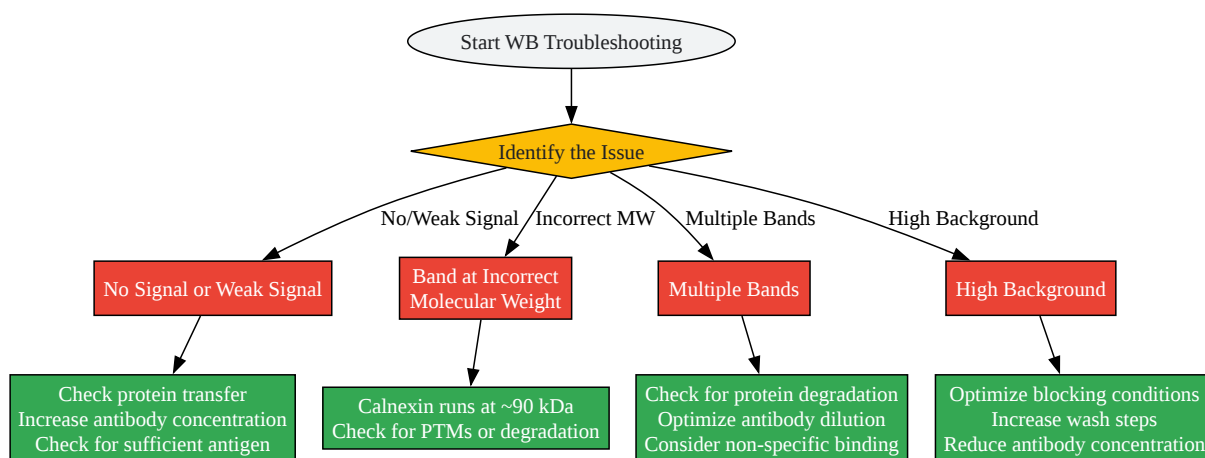 Start WB Troubleshooting
Identify the Issue
No/Weak Signal
Incorrect MW
Multiple Bands
High Background
No Signal or Weak Signal
Band at Incorrect
Molecular Weight
Multiple Bands
High Background
Check protein transfer
Increase antibody concentration
Check for sufficient antigen
Calnexin runs at ~90 kDa
Check for PTMs or degradation
Check for protein degradation
Optimize antibody dilution
Consider non-specific binding
Optimize blocking conditions
Increase wash steps
Reduce antibody concentration